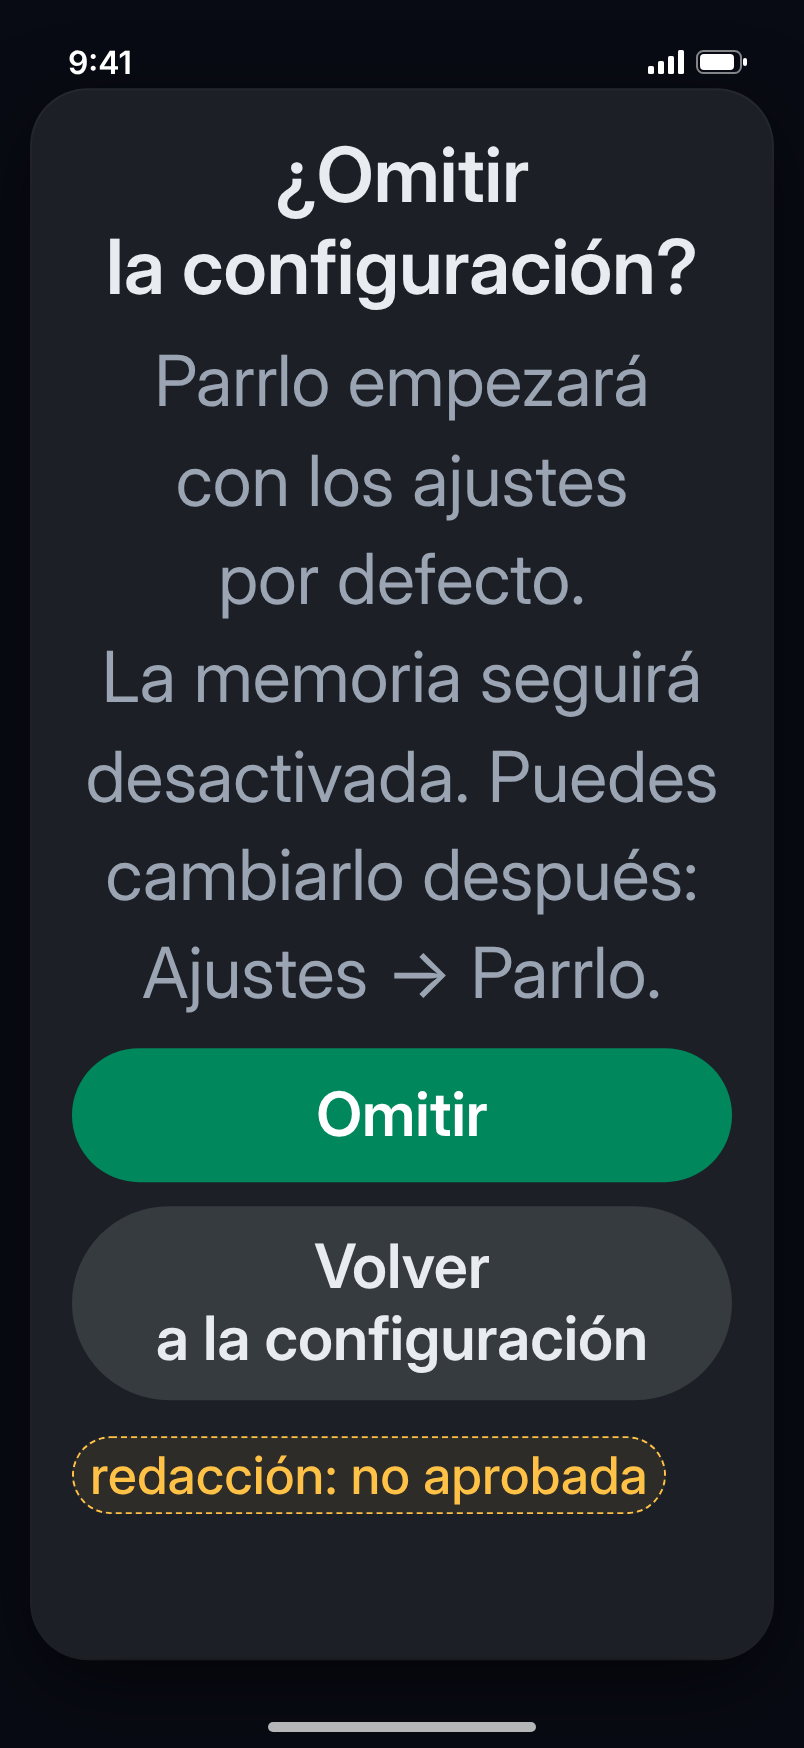 9:41
¿Omitir
la configuración?
Parrlo empezará
con los ajustes
por defecto.
La memoria seguirá
desactivada. Puedes
cambiarlo después:
Ajustes → Parrlo.
Omitir
Volver
a la configuración
redacción: no aprobada